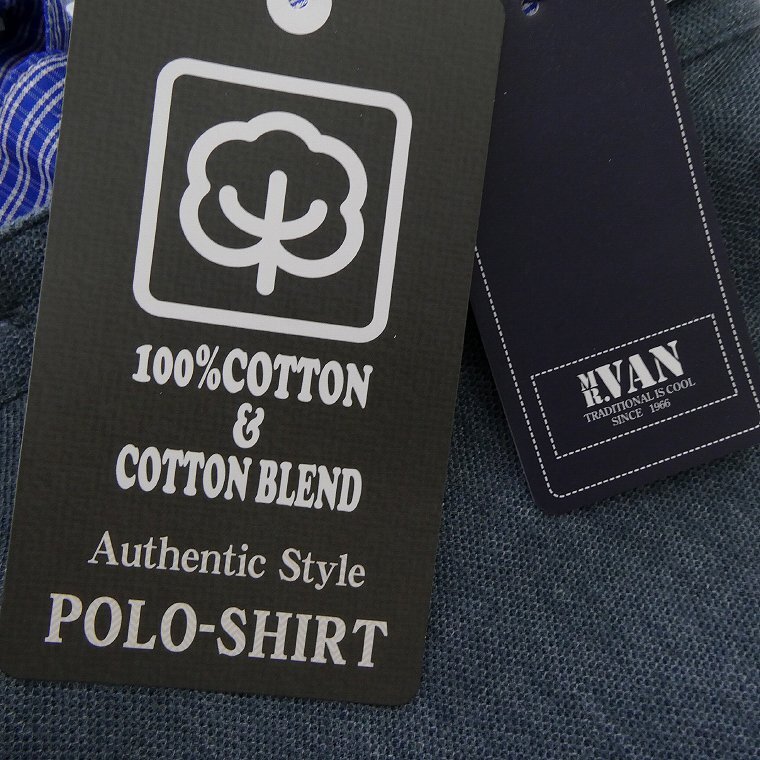 100%COTTON
&
COTTON BLEND
Authentic Style
POLO-SHIRT
MR.VAN
TRADITIONAL IS COOL
SINCE 1966